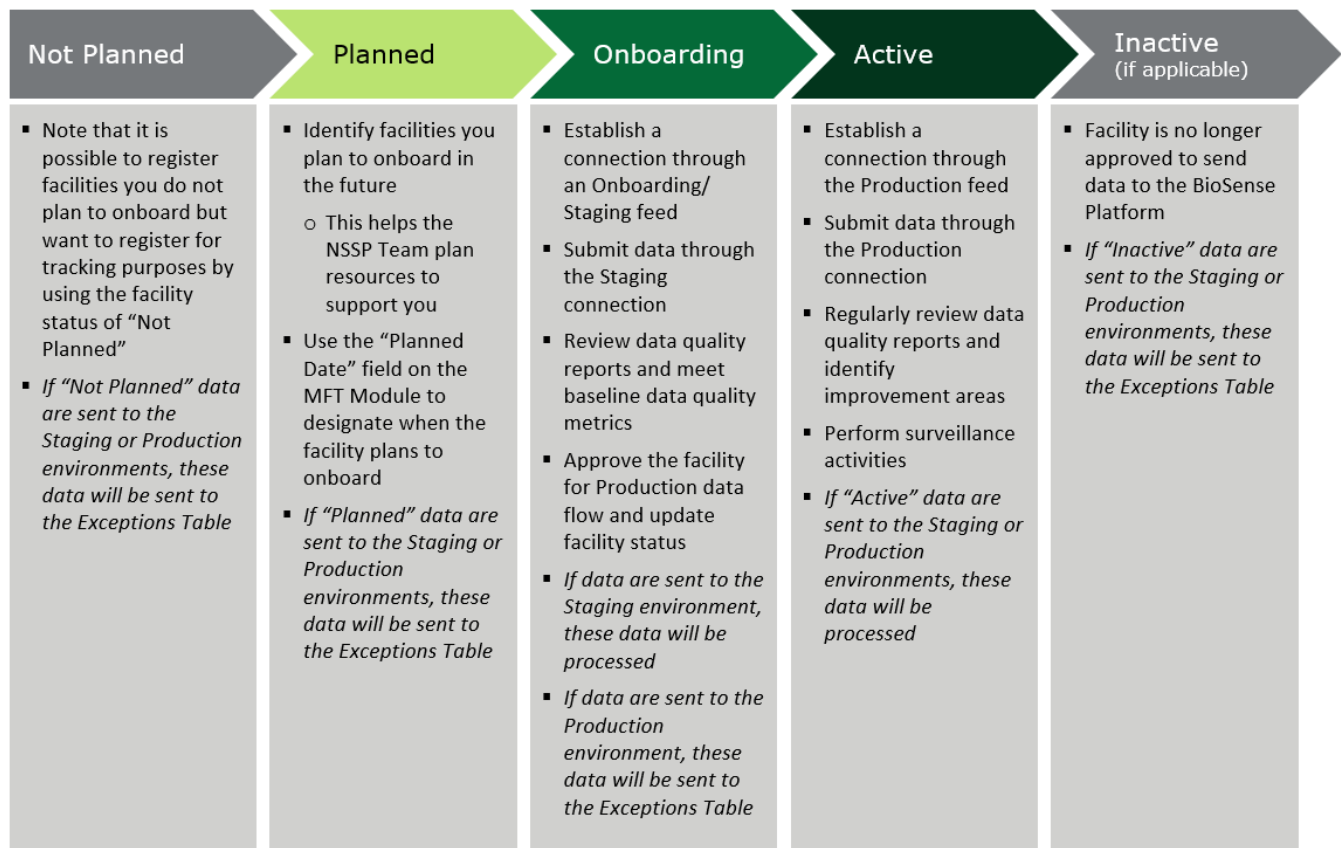 Not Planned
▪ Note that it is
possible to register
facilities you do not
plan to onboard but
want to register for
tracking purposes by
using the facility
status of “Not
Planned”
▪ If “Not Planned” data
are sent to the
Staging or Production
environments, these
data will be sent to
the Exceptions Table
Planned
▪ Identify facilities you
plan to onboard in
the future
o This helps the
NSSP Team plan
resources to
support you
▪ Use the “Planned
Date” field on the
MFT Module to
designate when the
facility plans to
onboard
▪ If “Planned” data are
sent to the Staging or
Production
environments, these
data will be sent to
the Exceptions Table
Onboarding
▪ Establish a
connection through
an Onboarding/
Staging feed
▪ Submit data through
the Staging
connection
▪ Review data quality
reports and meet
baseline data quality
metrics
▪ Approve the facility
for Production data
flow and update
facility status
▪ If data are sent to the
Staging environment,
these data will be
processed
▪ If data are sent to the
Production
environment, these
data will be sent to
the Exceptions Table
Active
▪ Establish a
connection through
the Production feed
▪ Submit data through
the Production
connection
▪ Regularly review data
quality reports and
identify
improvement areas
▪ Perform surveillance
activities
▪ If “Active” data are
sent to the Staging or
Production
environments, these
data will be
processed
Inactive
(if applicable)
▪ Facility is no longer
approved to send
data to the BioSense
Platform
▪ If “Inactive” data are
sent to the Staging or
Production
environments, these
data will be sent to
the Exceptions Table